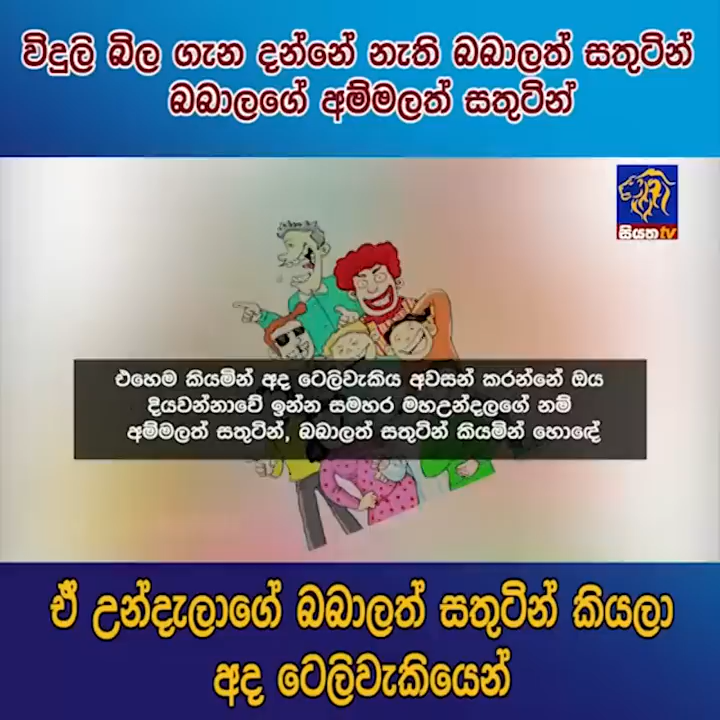 විදුලි බිල ගැන දන්නේ නැති බබාලත් සතුටින්
බබාලගේ අම්මලත් සතුටින්
සියත tv
එහෙම කියමින් අද ටෙලිවැකිය අවසන් කරන්නේ ඔය
දියවන්නාවේ ඉන්න සමහර මහඋන්දලගේ නම්
අම්මලත් සතුටින්, බබාලත් සතුටින් කියමින් හොඳේ
ඒ උන්දැලාගේ බබාලත් සතුටින් කියලා
අද ටෙලිවැකියෙන්